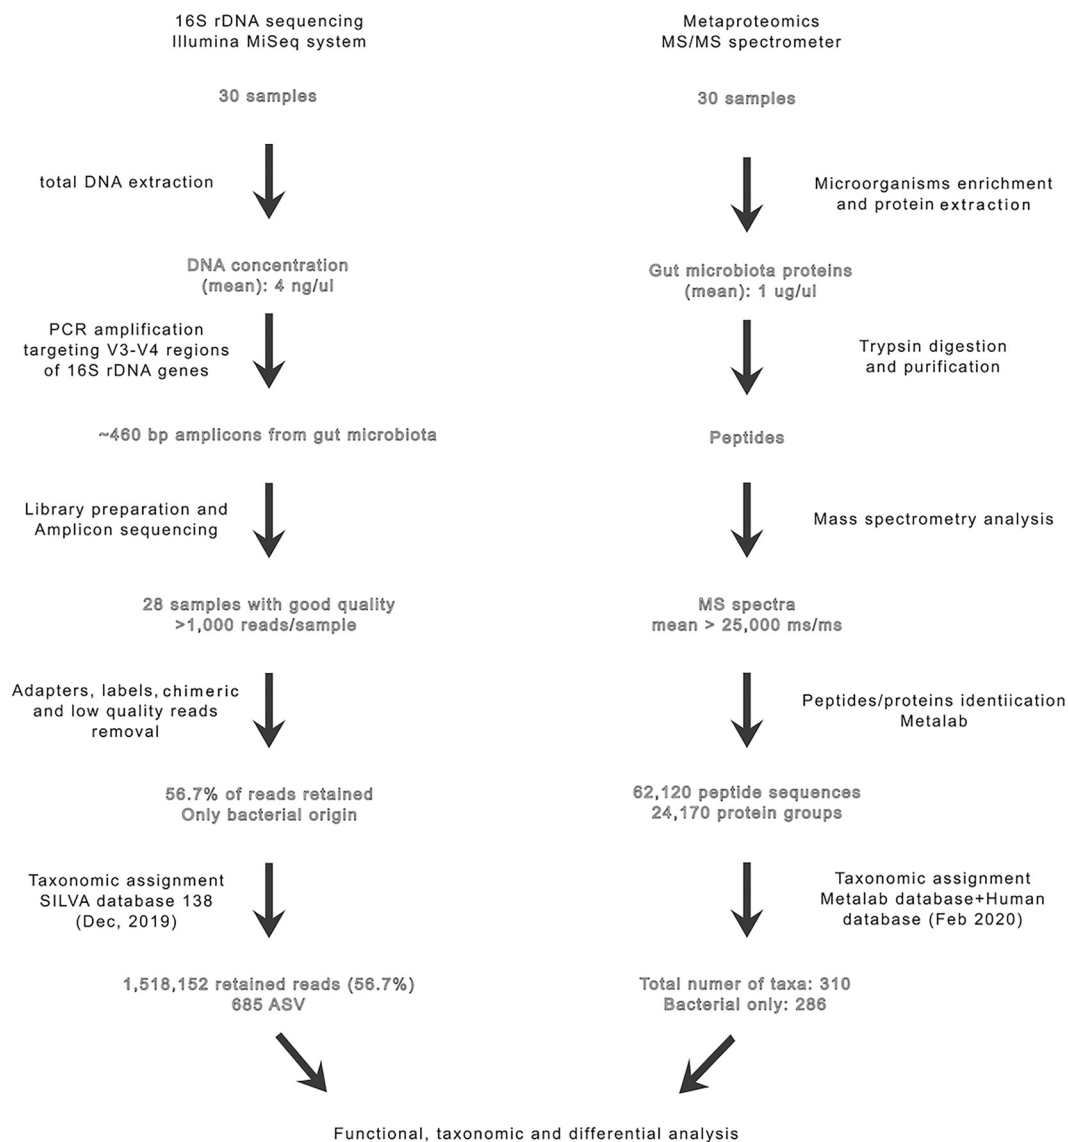 16S rDNA sequencing
Illumina MiSeq system
30 samples
total DNA extraction
DNA concentration
(mean): 4 ng/ul
PCR amplification
targeting V3-V4 regions
of 16S rDNA genes
~460 bp amplicons from gut microbiota
Library preparation and
Amplicon sequencing
28 samples with good quality
>1,000 reads/sample
Adapters, labels, chimeric
and low quality reads
removal
56.7% of reads retained
Only bacterial origin
Taxonomic assignment
SILVA database 138
(Dec, 2019)
1,518,152 retained reads (56.7%)
685 ASV
Metaproteomics
MS/MS spectrometer
30 samples
Microorganisms enrichment
and protein extraction
Gut microbiota proteins
(mean): 1 ug/ul
Trypsin digestion
and purification
Peptides
Mass spectrometry analysis
MS spectra
mean > 25,000 ms/ms
Peptides/proteins identiication
Metalab
62,120 peptide sequences
24,170 protein groups
Taxonomic assignment
Metalab database+Human
database (Feb 2020)
Total numer of taxa: 310
Bacterial only: 286
Functional, taxonomic and differential analysis